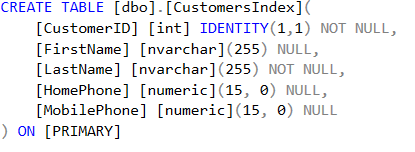 CREATE TABLE [dbo].[CustomersIndex](
    [CustomerID] [int] IDENTITY(1,1) NOT NULL,
    [FirstName] [nvarchar](255) NULL,
    [LastName] [nvarchar](255) NOT NULL,
    [HomePhone] [numeric](15, 0) NULL,
    [MobilePhone] [numeric](15, 0) NULL
) ON [PRIMARY]